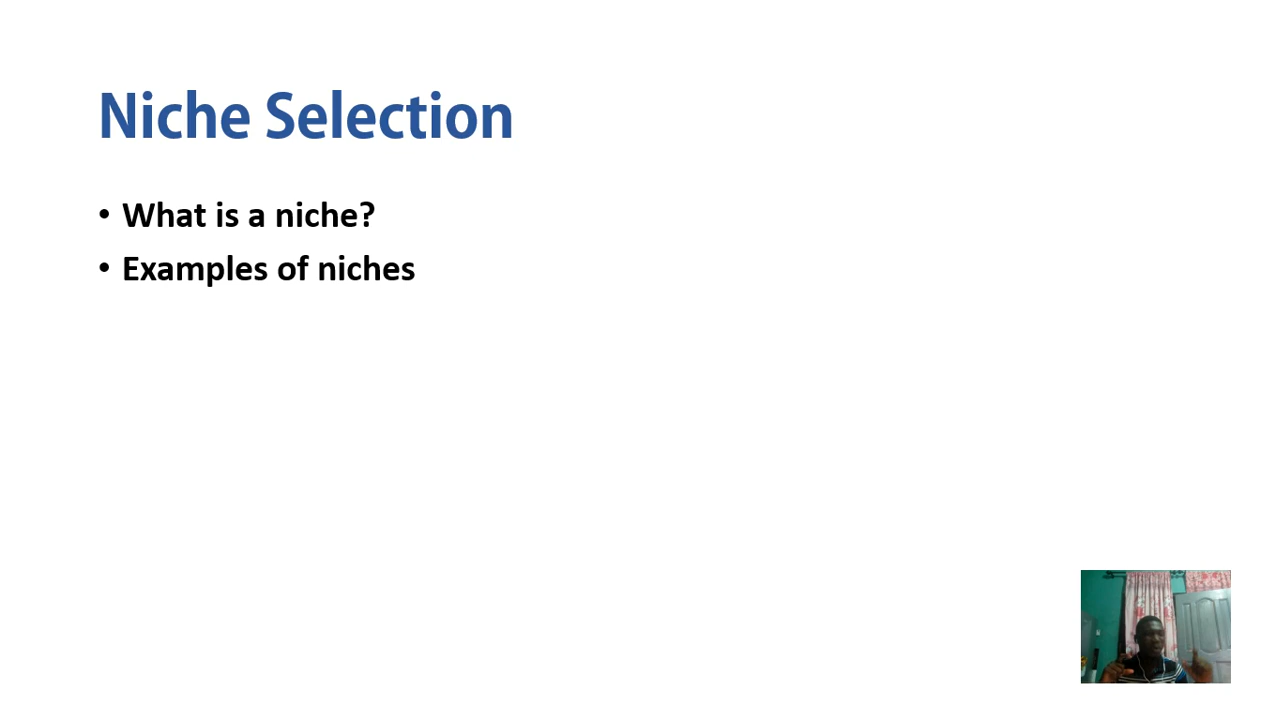 Niche Selection
• What is a niche?
• Examples of niches